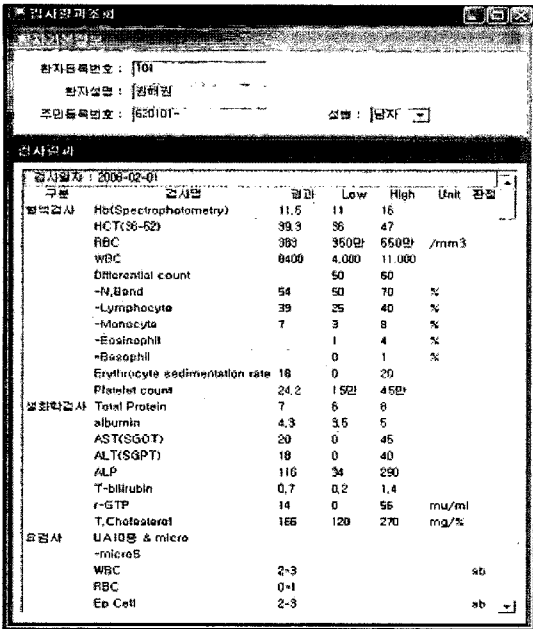 검사결과조회
환자등록번호 : 101
환자성명 :
주민등록번호 : 620101- 성별 : 남자
검사결과
검사일자 : 2006-02-01
구분 검사명 결과 Low High Unit 판정
혈액검사 Hb(Spectrophotometry) 11.5 11 16
HCT(36-52) 39.3 36 47
RBC 383 350만 550만 /mm3
WBC 8400 4,000 11,000
Differential count 50 60
-N,Band 54 50 70 %
-Lymphocyte 39 25 40 %
-Monocyte 7 3 8 %
-Eosinophil 1 4 %
-Basophil 0 1 %
Erythrocyte sedimentation rate 18 0 20
Platelet count 24.2 15만 45만
생화학검사 Total Protein 7 6 8
albumin 4.3 3.5 5
AST(SGOT) 20 0 45
ALT(SGPT) 18 0 40
ALP 116 34 290
T-bilirubin 0.7 0.2 1.4
r-GTP 14 0 56 mu/ml
T.Cholesterol 166 120 270 mg/%
요검사 UA10종 & micro
-microS
WBC 2-3 ab
RBC 0-1
Ep Cell 2-3 ab